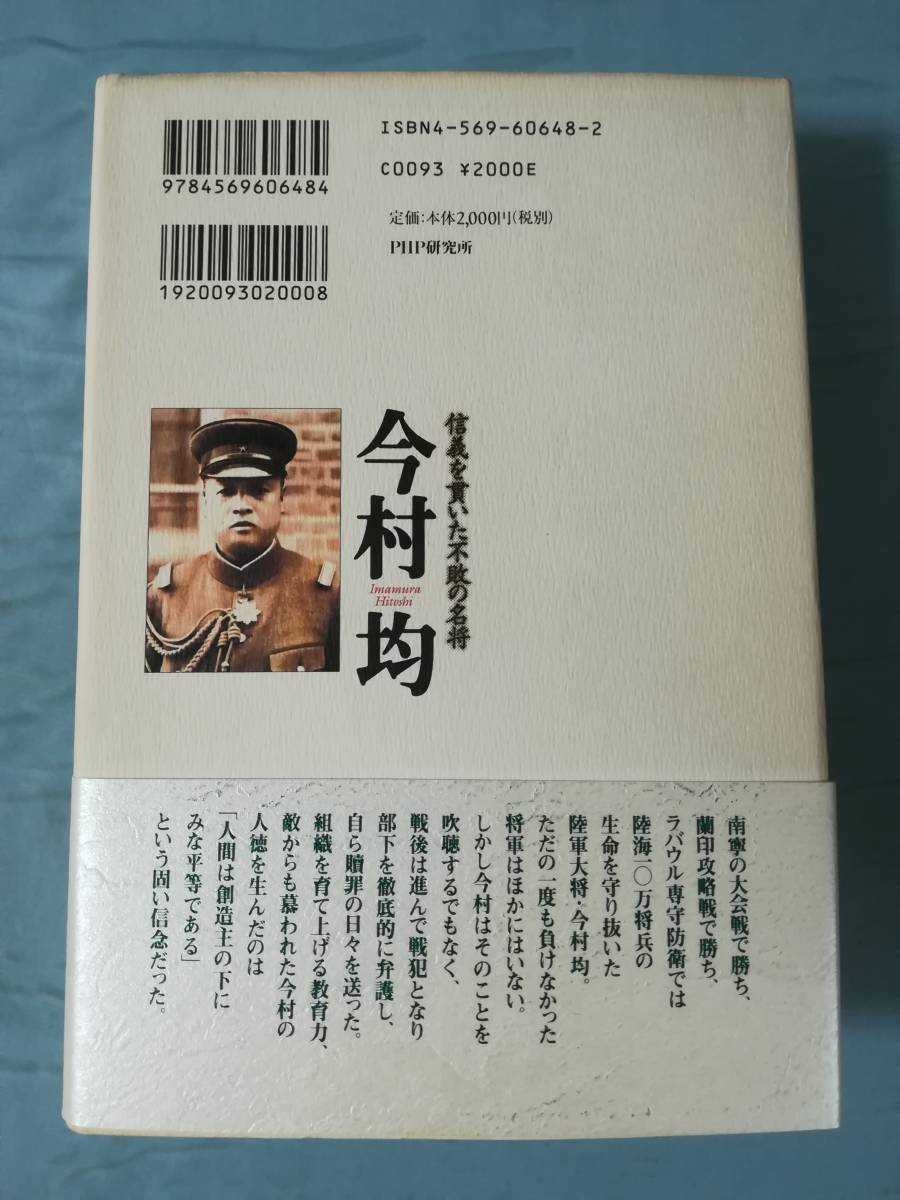 ISBN4-569-60648-2
C0093 ¥2000E
9784569606484
定価:本体2,000円(税別)
PHP研究所
1920093020008
信義を貫いた不敗の名将
今村均
Imamura
Hitoshi
南寧の大会戦で勝ち、
蘭印攻略戦で勝ち、
ラバウル専守防衛では
陸海一〇万将兵の
生命を守り抜いた
陸軍大将・今村均。
ただの一度も負けなかった
将軍はほかにはいない。
しかし今村はそのことを
吹聴するでもなく、
戦後は進んで戦犯となり
部下を徹底的に弁護し、
自ら贖罪の日々を送った。
組織を育て上げる教育力、
敵からも慕われた今村の
人徳を生んだのは
「人間は創造主の下に
みな平等である」
という固い信念だった。